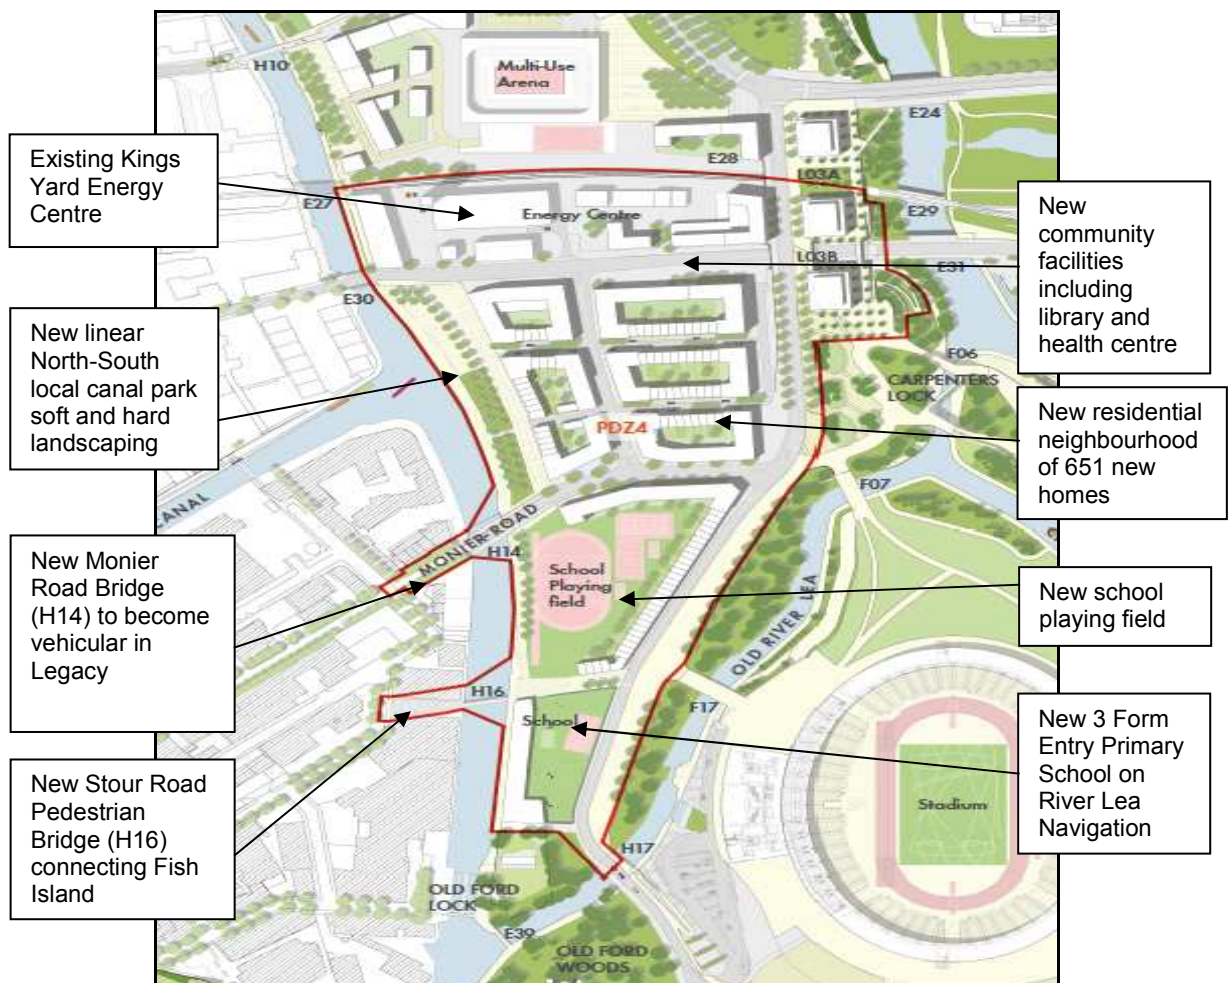 Existing Kings
Yard Energy
Centre
New linear
North-South
local canal park
soft and hard
landscaping
New Monier
Road Bridge
(H14) to become
vehicular in
Legacy
New Stour Road
Pedestrian
Bridge (H16)
connecting Fish
Island
H10
Multi-Use
Arena
E24
E28
L03A
E27
Energy Centre
E29
L03B
E31
E30
F06
CARPENTERS
LOCK
PDZ4
F07
CANAL
MONIER ROAD
H14
School
Playing
field
OLD RIVER LEA
H16
F17
School
Stadium
H17
OLD FORD
LOCK
E39
OLD FORD
WOODS
New
community
facilities
including
library and
health centre
New residential
neighbourhood
of 651 new
homes
New school
playing field
New 3 Form
Entry Primary
School on
River Lea
Navigation